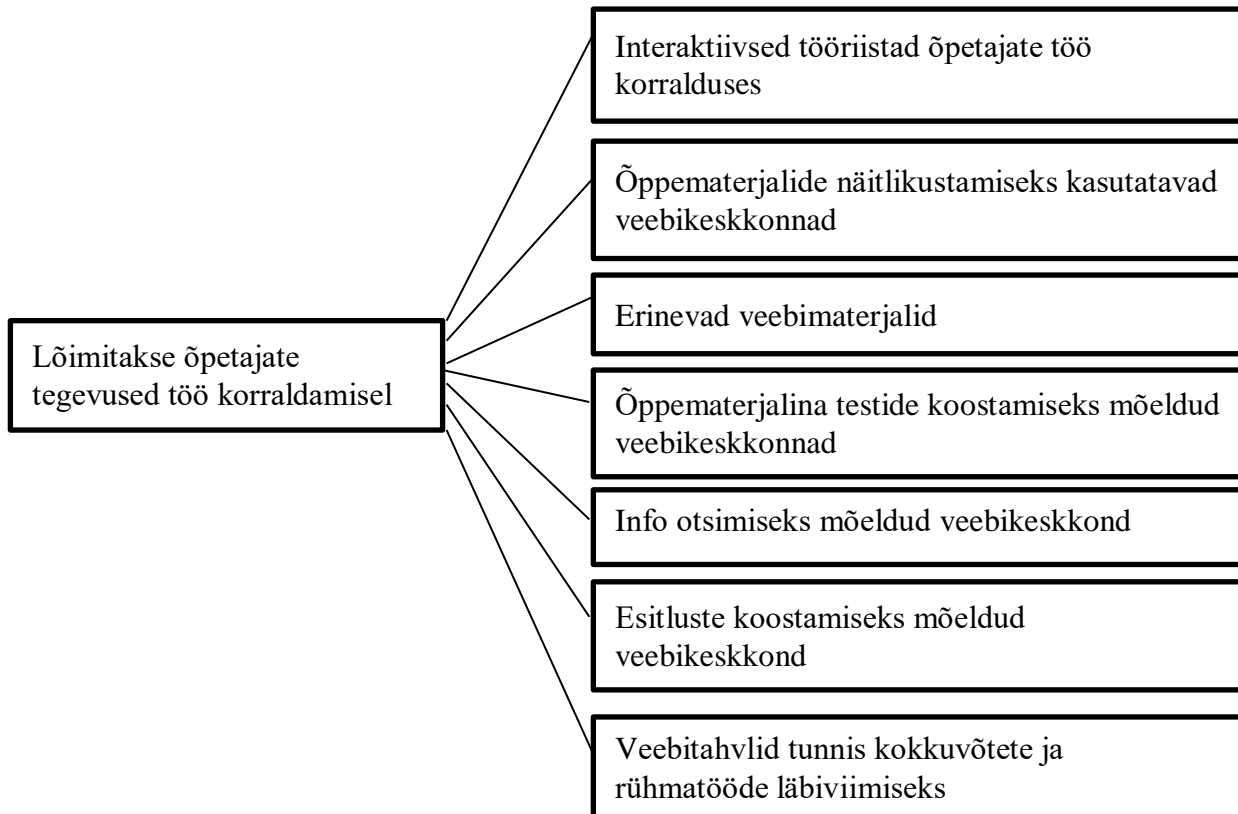 Interaktiivsed tööriistad õpetajate töö
korralduses
Õppematerjalide näitlikustamiseks kasutatavad
veebikeskkonnad
Erinevad veebimaterjalid
Lõimitakse õpetajate
tegevused töö korraldamisel
Õppematerjalina testide koostamiseks mõeldud
veebikeskkonnad
Info otsimiseks mõeldud veebikeskkond
Esitluste koostamiseks mõeldud
veebikeskkond
Veebitahvlid tunnis kokkuvõtete ja
rühmatööde läbiviimiseks